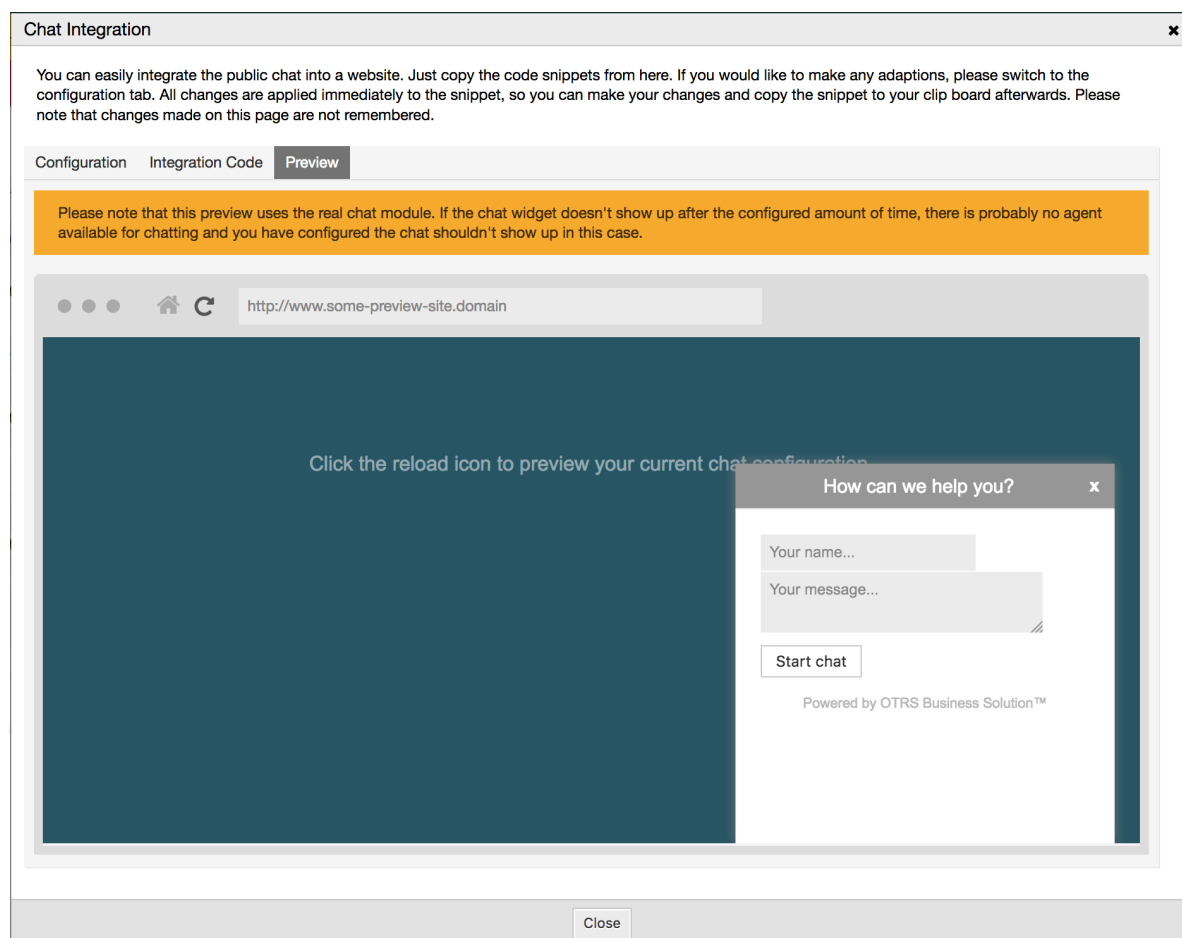 Chat Integration
You can easily integrate the public chat into a website. Just copy the code snippets from here. If you would like to make any adaptions, please switch to the
configuration tab. All changes are applied immediately to the snippet, so you can make your changes and copy the snippet to your clip board afterwards. Please
note that changes made on this page are not remembered.
Configuration Integration Code Preview
Please note that this preview uses the real chat module. If the chat widget doesn't show up after the configured amount of time, there is probably no agent
available for chatting and you have configured the chat shouldn't show up in this case.
http://www.some-preview-site.domain
Click the reload icon to preview your current chat configuration
How can we help you? x
Your name...
Your message...
Start chat
Powered by OTRS Business Solution™
Close